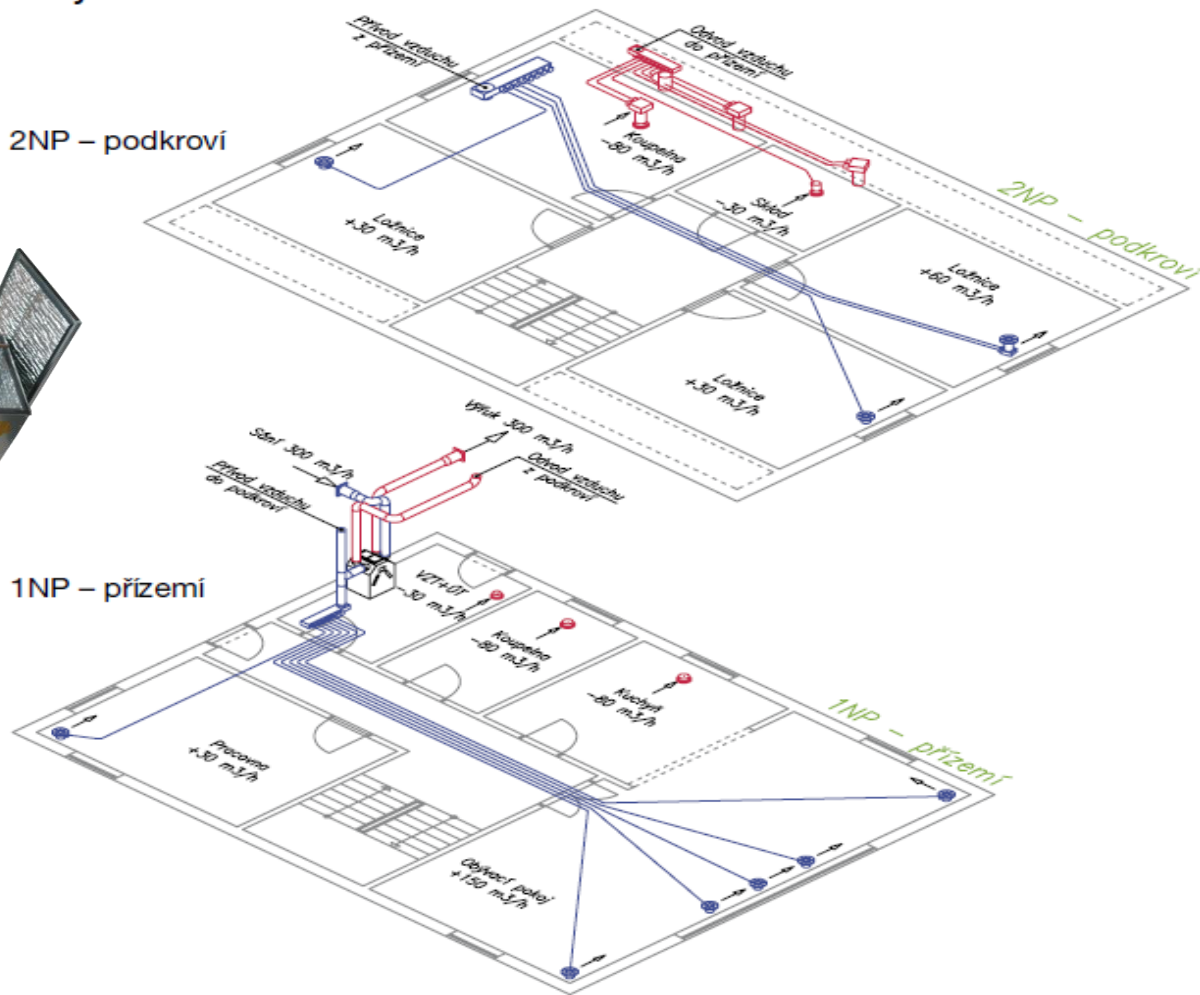 Přívod vzduchu
z přízemí
Odvod vzduchu
do přízemí
2NP – podkroví
Koupelna
-80 m3/h
Sklad
-30 m3/h
2NP – podkroví
Ložnice
+30 m3/h
Ložnice
+60 m3/h
Ložnice
+30 m3/h
Výfuk 300 m3/h
Sání 300 m3/h
Odvod vzduchu
z podkroví
Přívod vzduchu
do podkroví
1NP – přízemí
VZT+ÚT
-30 m3/h
Koupelna
-80 m3/h
Kuchyň
-80 m3/h
1NP – přízemí
Pracovna
+30 m3/h
Obývací pokoj
+150 m3/h